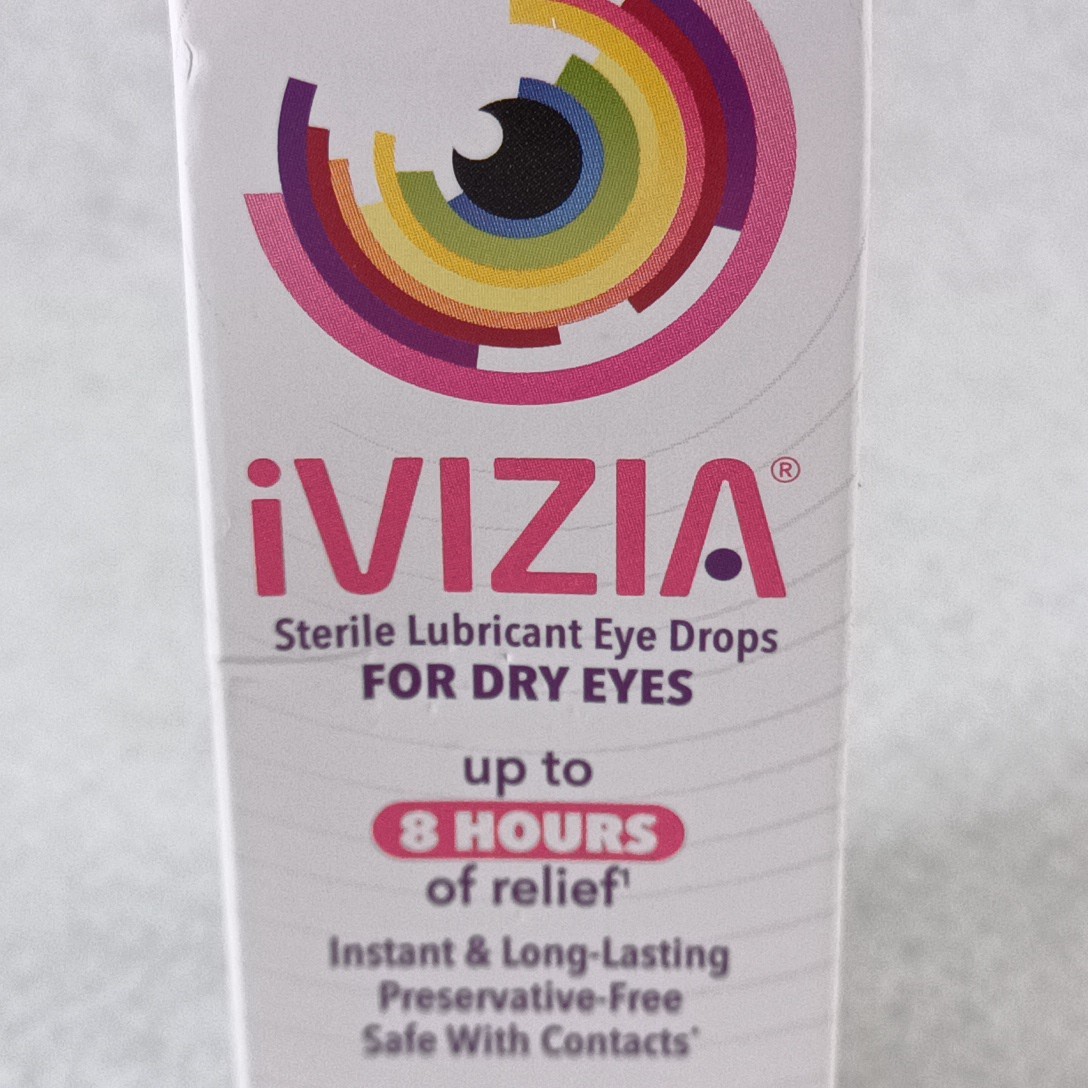 iVIZIA®
Sterile Lubricant Eye Drops
FOR DRY EYES
up to
8 HOURS
of relief¹
Instant & Long-Lasting
Preservative-Free
Safe With Contacts*